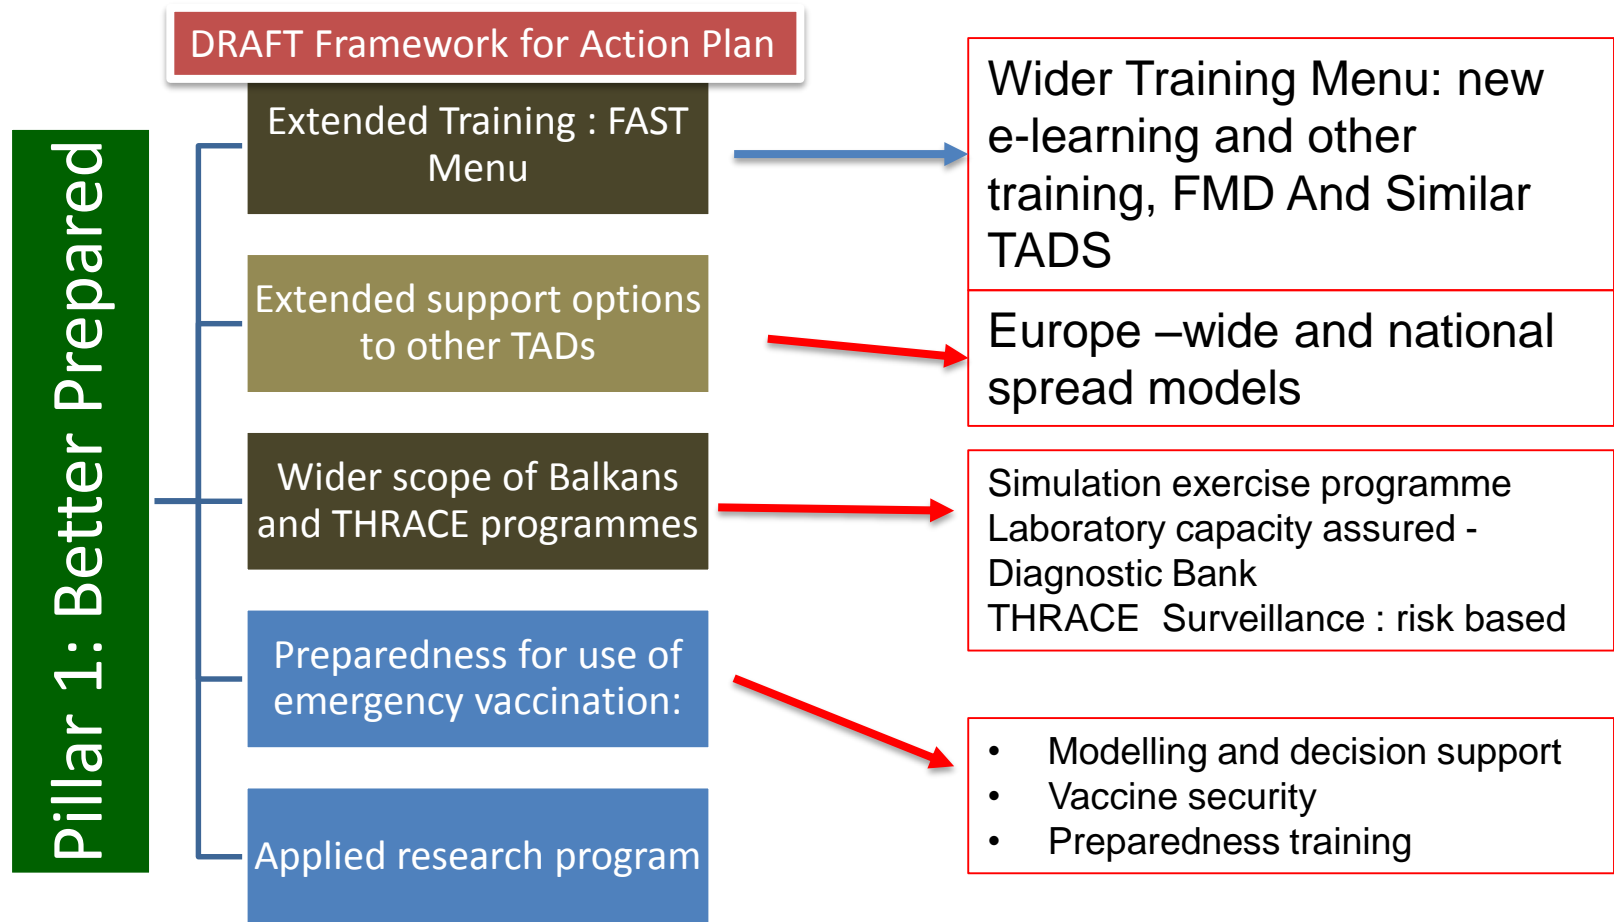 DRAFT Framework for Action Plan
Pillar 1: Better Prepared
Extended Training : FAST
Menu
Extended support options
to other TADs
Wider scope of Balkans
and THRACE programmes
Preparedness for use of
emergency vaccination:
Applied research program
Wider Training Menu: new
e-learning and other
training, FMD And Similar
TADS
Europe –wide and national
spread models
Simulation exercise programme
Laboratory capacity assured -
Diagnostic Bank
THRACE Surveillance : risk based
• Modelling and decision support
• Vaccine security
• Preparedness training